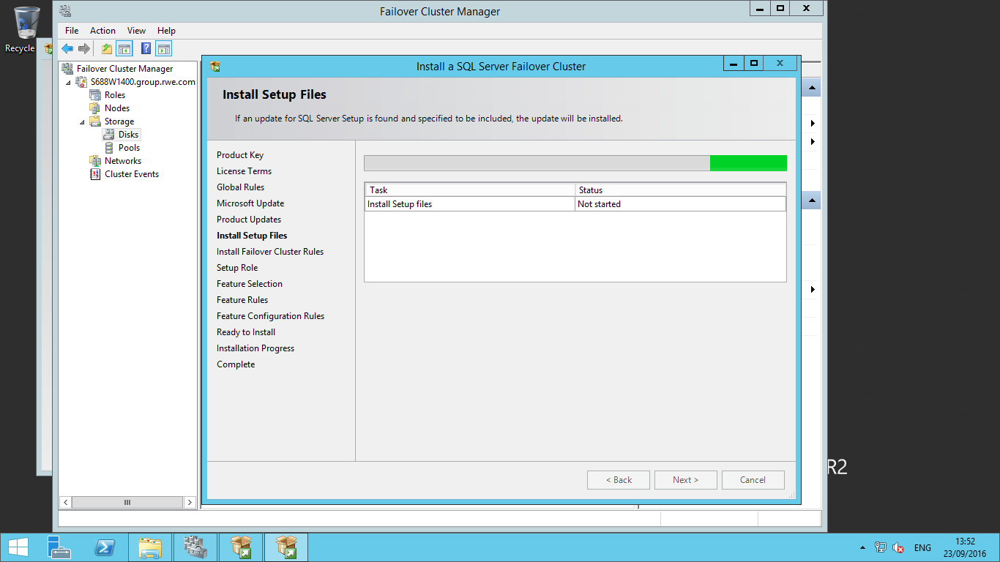 Recycle
Failover Cluster Manager
File Action View Help
Failover Cluster Manager
S688W1400.group.rwe.com
Roles
Nodes
Storage
Disks
Pools
Networks
Cluster Events
Install a SQL Server Failover Cluster
Install Setup Files
If an update for SQL Server Setup is found and specified to be included, the update will be installed.
Product Key
License Terms
Global Rules
Microsoft Update
Product Updates
Install Setup Files
Install Failover Cluster Rules
Setup Role
Feature Selection
Feature Rules
Feature Configuration Rules
Ready to Install
Installation Progress
Complete
Task Status
Install Setup files Not started
< Back Next > Cancel
R2
ENG
13:52
23/09/2016